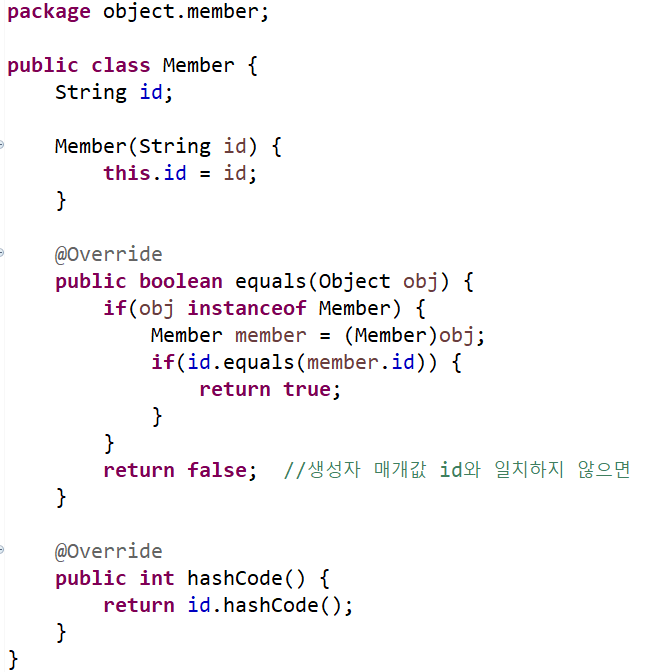 package object.member;

public class Member {
    String id;

    Member(String id) {
        this.id = id;
    }

    @Override
    public boolean equals(Object obj) {
        if(obj instanceof Member) {
            Member member = (Member)obj;
            if(id.equals(member.id)) {
                return true;
            }
        }
        return false;  //생성자 매개값 id와 일치하지 않으면
    }

    @Override
    public int hashCode() {
        return id.hashCode();
    }
}